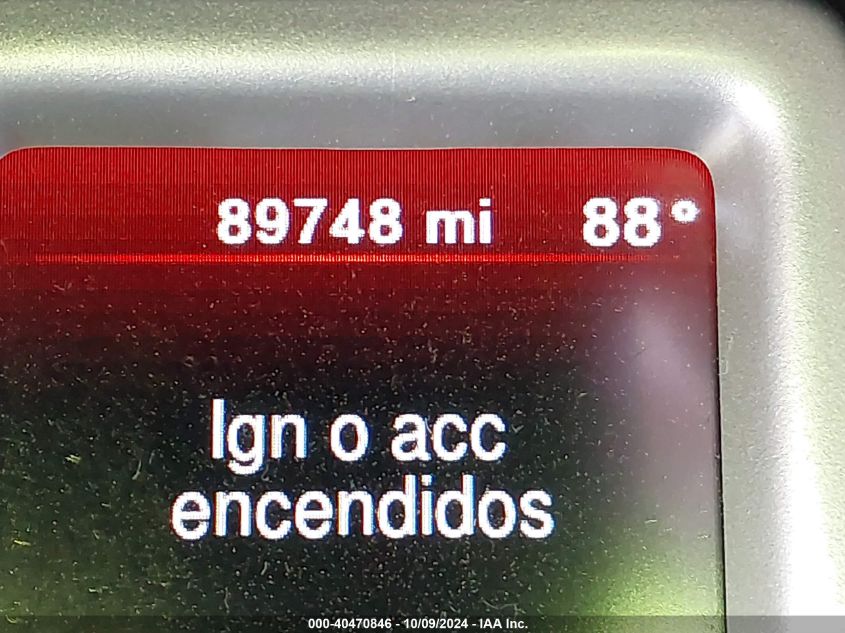 89748 mi 88°
Ign o acc
encendidos
000-40470846 - 10/09/2024 - IAA Inc.